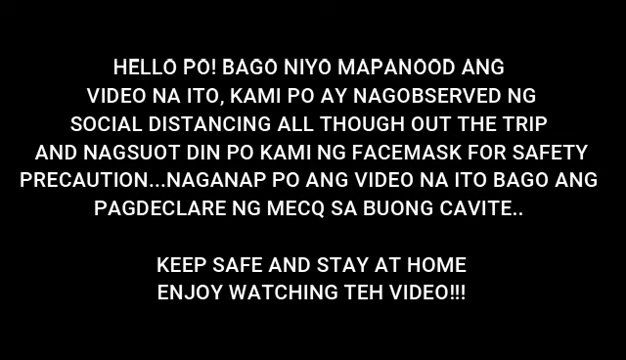 HELLO PO! BAGO NIYO MAPANOOD ANG
VIDEO NA ITO, KAMI PO AY NAGOBSERVED NG
SOCIAL DISTANCING ALL THOUGH OUT THE TRIP
AND NAGSUOT DIN PO KAMI NG FACEMASK FOR SAFETY
PRECAUTION...NAGANAP PO ANG VIDEO NA ITO BAGO ANG
PAGDECLARE NG MECQ SA BUONG CAVITE..
KEEP SAFE AND STAY AT HOME
ENJOY WATCHING TEH VIDEO!!!